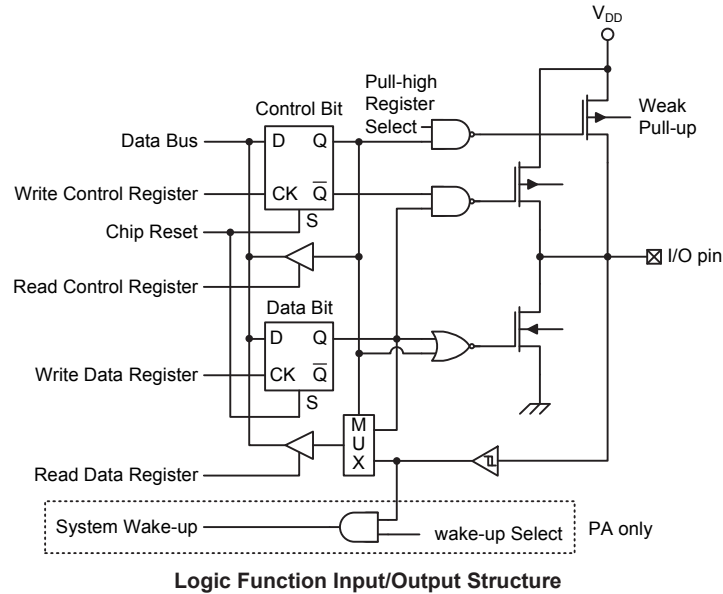 V_DD
Pull-high
Register
Select
Weak
Pull-up
Control Bit
Data Bus
D
Q
Write Control Register
CK
Q̅
S
Chip Reset
I/O pin
Read Control Register
Data Bit
D
Q
Write Data Register
CK
Q̅
S
M
U
X
Read Data Register
System Wake-up
wake-up Select
PA only
Logic Function Input/Output Structure